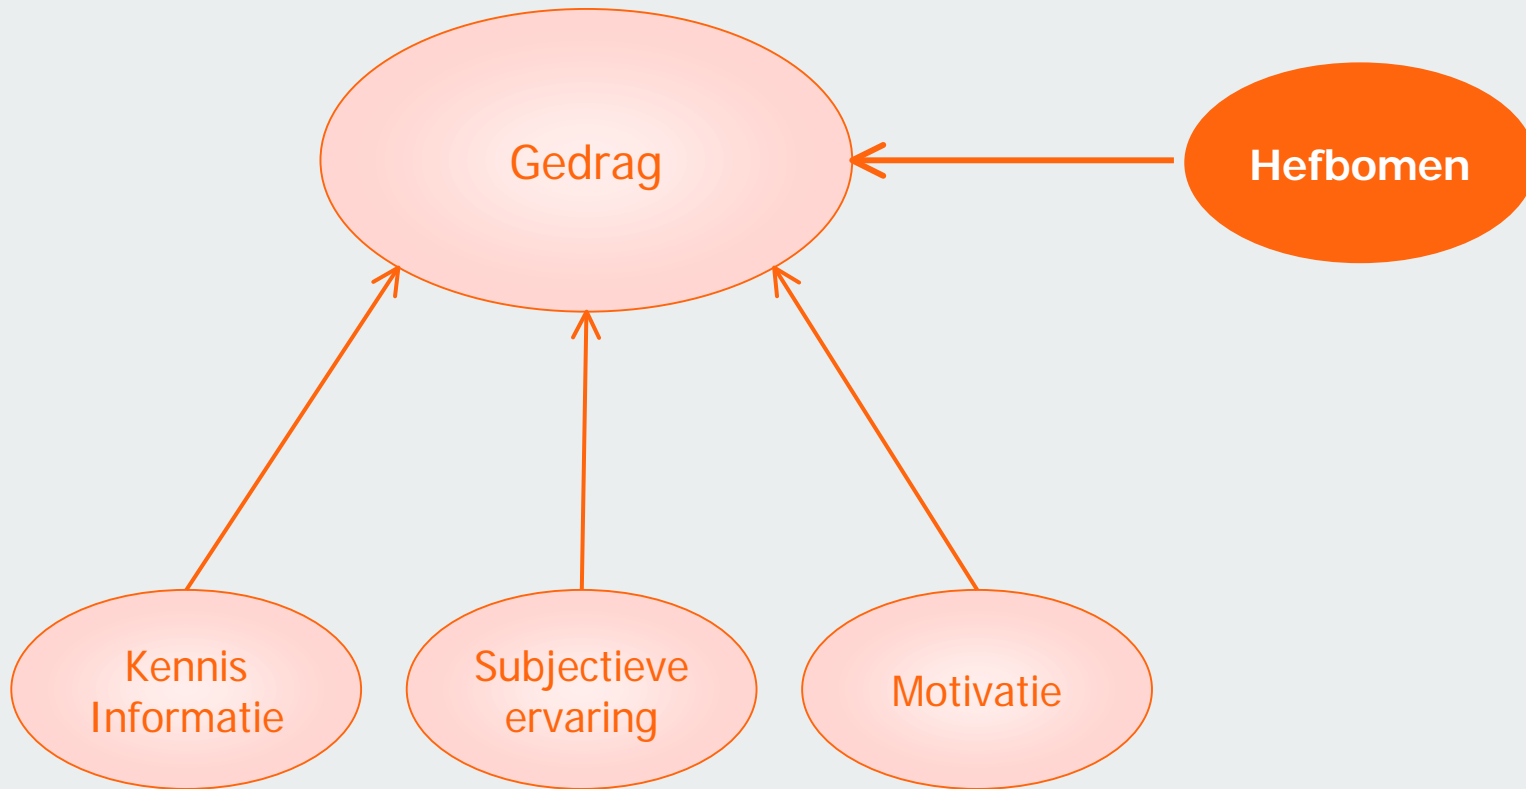 Gedrag
Hefbomen
Kennis
Informatie
Subjectieve
ervaring
Motivatie